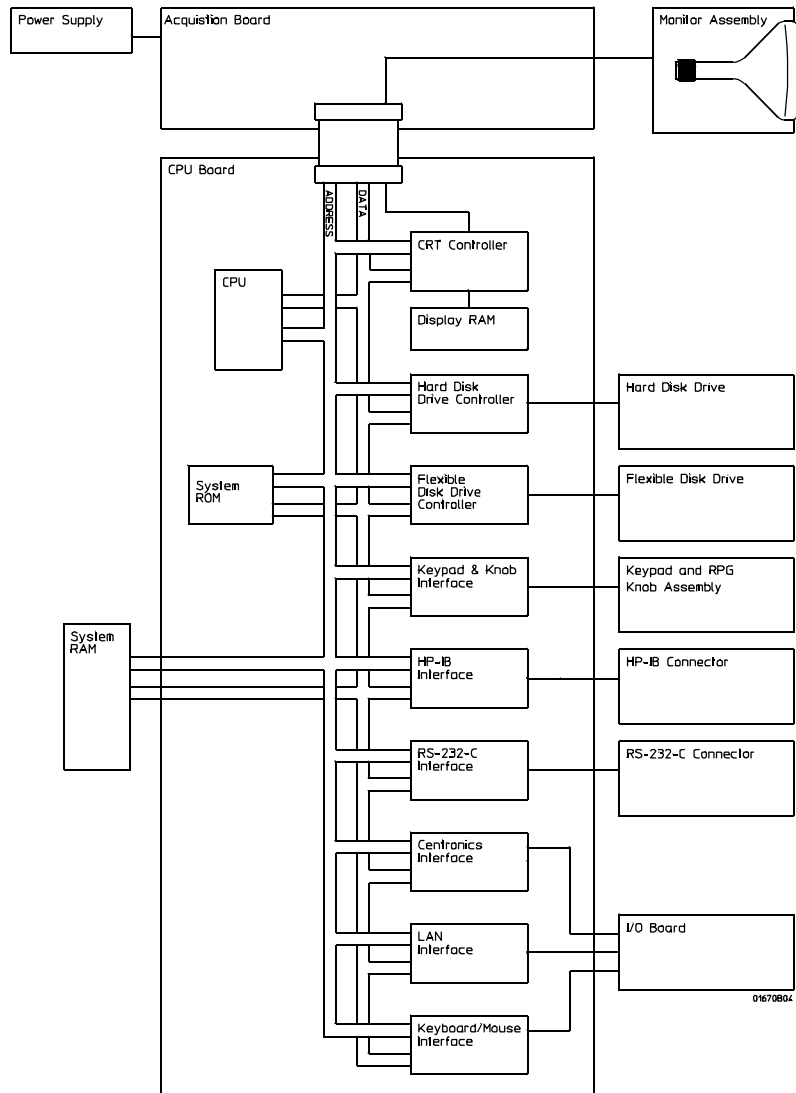 Power Supply
Acquistion Board
Monitor Assembly
CPU Board
ADDRESS
DATA
CRT Controller
CPU
Display RAM
Hard Disk
Drive Controller
Hard Disk Drive
System
ROM
Flexible
Disk Drive
Controller
Flexible Disk Drive
Keypad & Knob
Interface
Keypad and RPG
Knob Assembly
System
RAM
HP-IB
Interface
HP-IB Connector
RS-232-C
Interface
RS-232-C Connector
Centronics
Interface
LAN
Interface
I/O Board
01670B04
Keyboard/Mouse
Interface